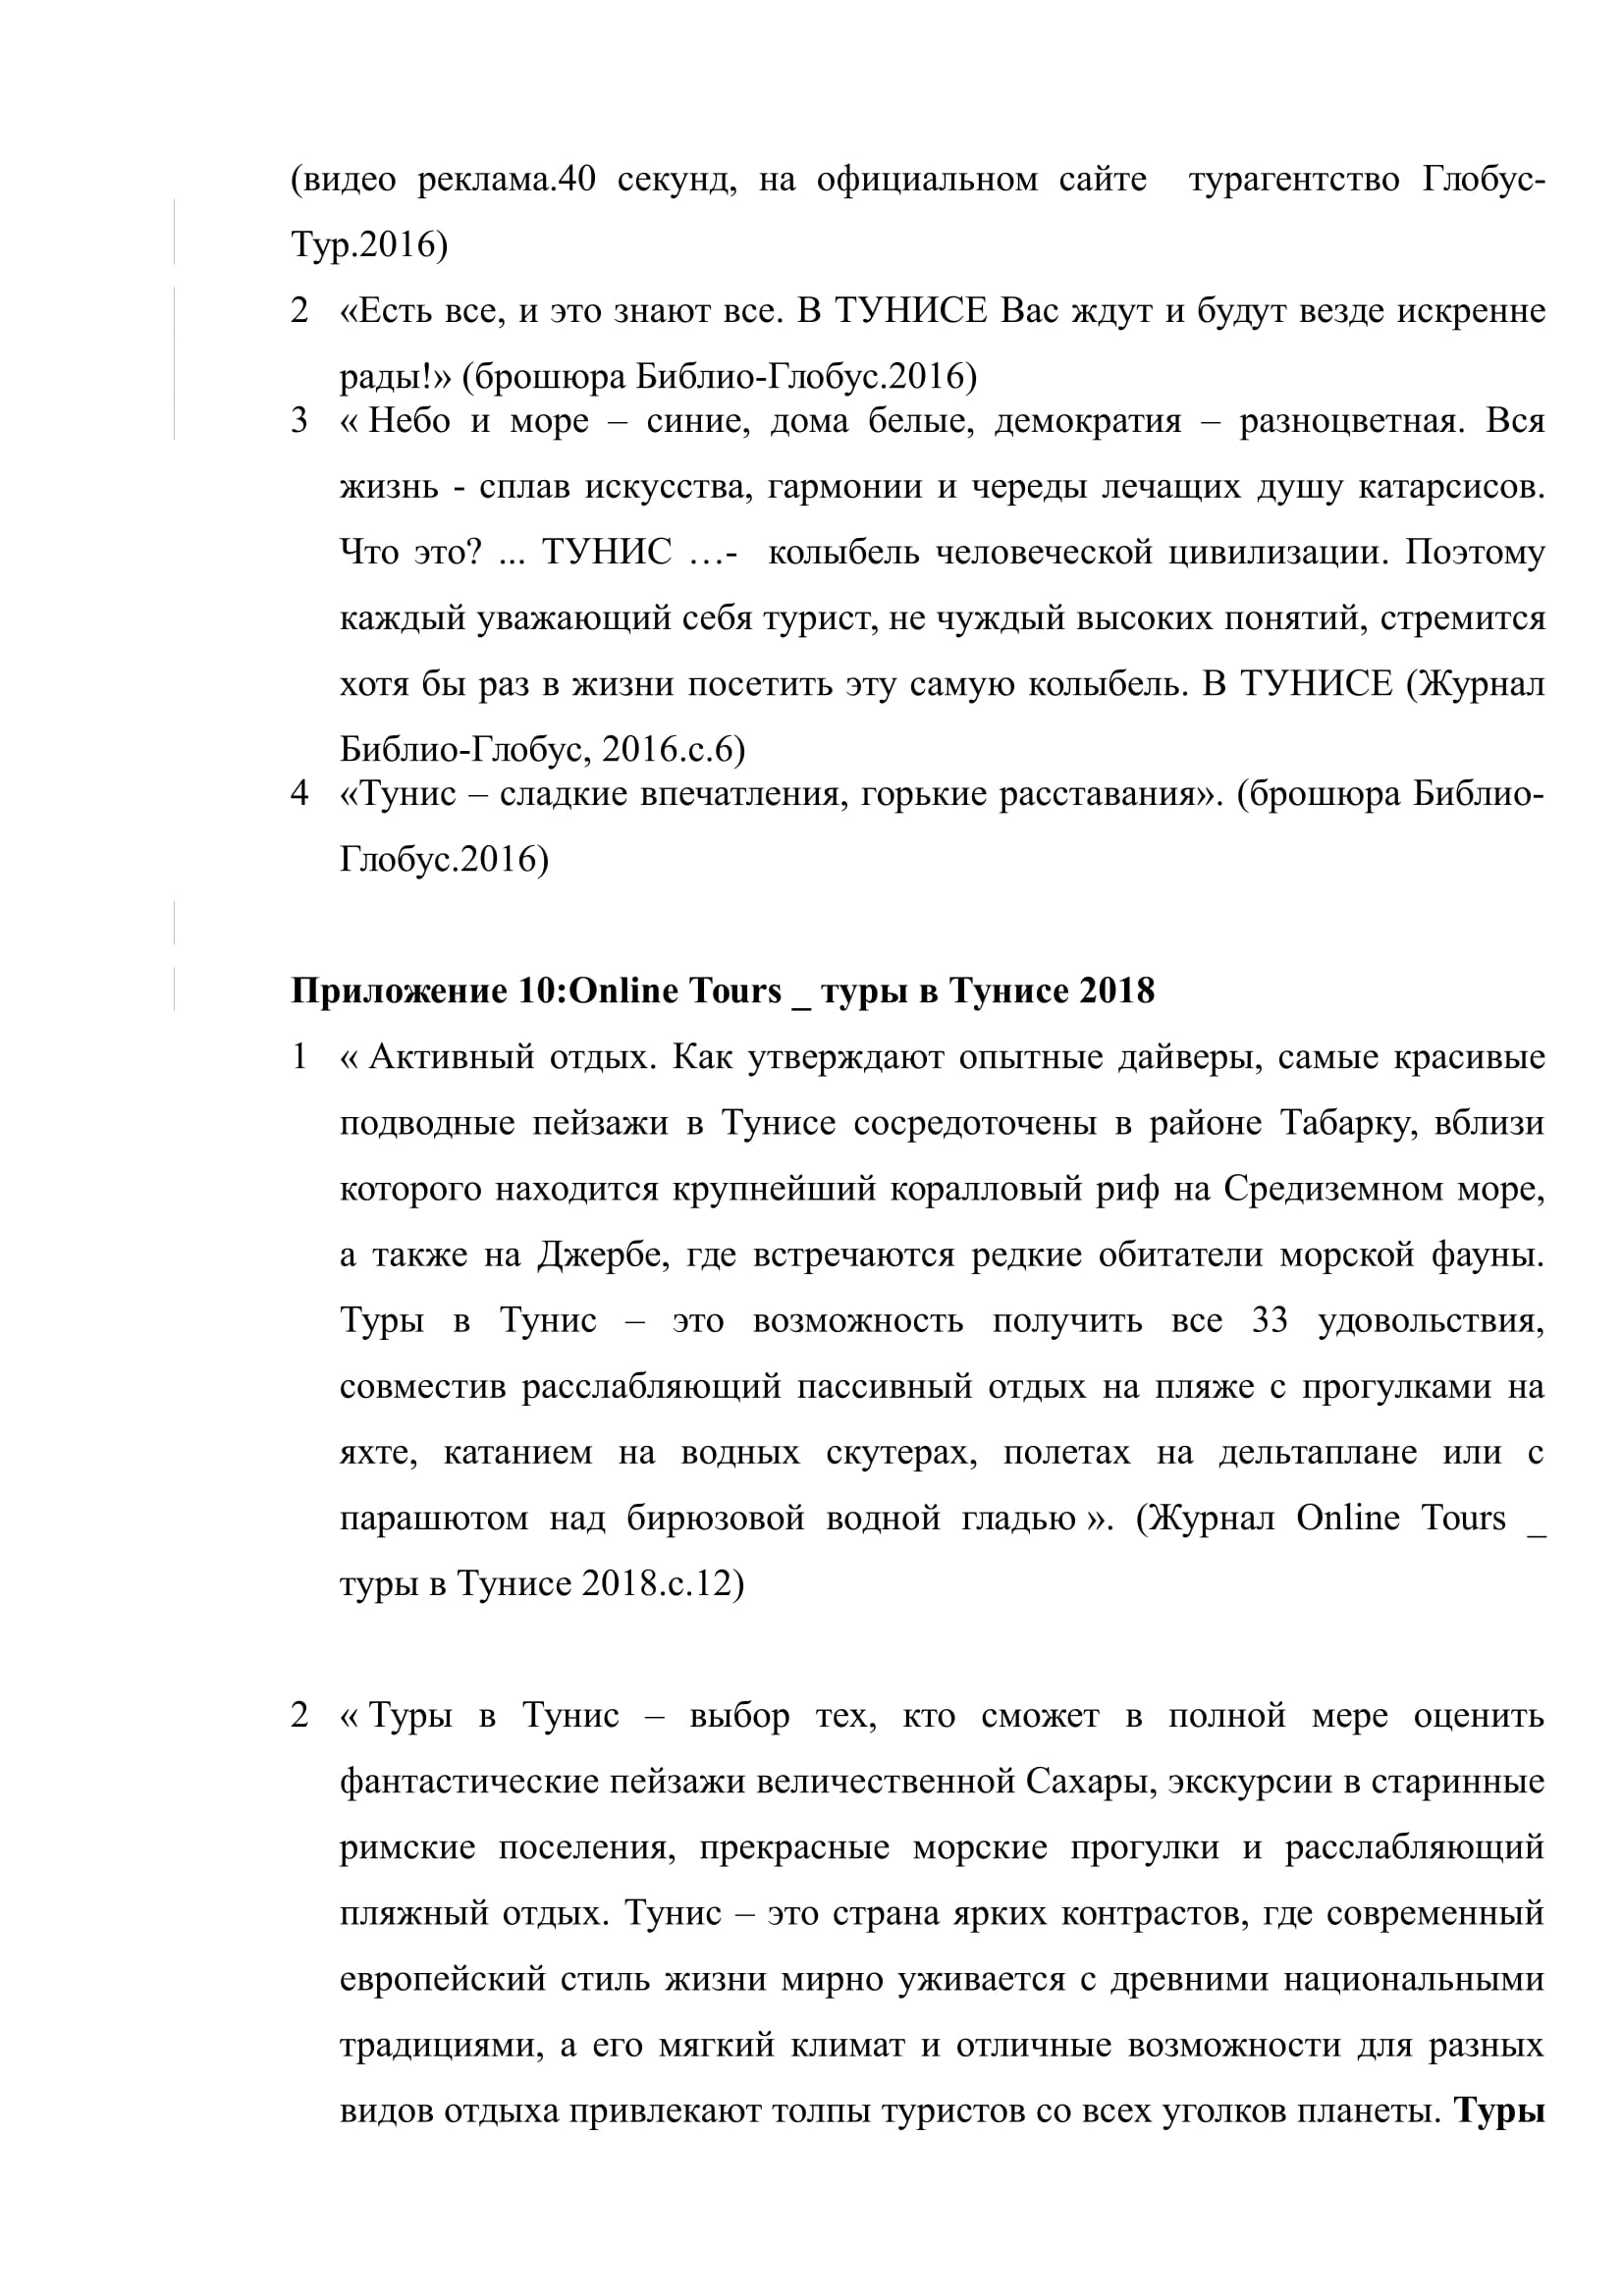 (видео реклама.40 секунд, на официальном сайте  турагентство Глобус-
Тур.2016)
2 «Есть все, и это знают все. В ТУНИСЕ Вас ждут и будут везде искренне
рады!» (брошюра Библио-Глобус.2016)
3 « Небо и море – синие, дома белые, демократия – разноцветная. Вся
жизнь - сплав искусства, гармонии и череды лечащих душу катарсисов.
Что это? ... ТУНИС …-  колыбель человеческой цивилизации. Поэтому
каждый уважающий себя турист, не чуждый высоких понятий, стремится
хотя бы раз в жизни посетить эту самую колыбель. В ТУНИСЕ (Журнал
Библио-Глобус, 2016.с.6)
4 «Тунис – сладкие впечатления, горькие расставания». (брошюра Библио-
Глобус.2016)
Приложение 10:Online Tours _ туры в Тунисе 2018
1 « Активный отдых. Как утверждают опытные дайверы, самые красивые
подводные пейзажи в Тунисе сосредоточены в районе Табарку, вблизи
которого находится крупнейший коралловый риф на Средиземном море,
а также на Джербе, где встречаются редкие обитатели морской фауны.
Туры в Тунис – это возможность получить все 33 удовольствия,
совместив расслабляющий пассивный отдых на пляже с прогулками на
яхте, катанием на водных скутерах, полетах на дельтаплане или с
парашютом над бирюзовой водной гладью ». (Журнал Online Tours _
туры в Тунисе 2018.с.12)
2 « Туры в Тунис – выбор тех, кто сможет в полной мере оценить
фантастические пейзажи величественной Сахары, экскурсии в старинные
римские поселения, прекрасные морские прогулки и расслабляющий
пляжный отдых. Тунис – это страна ярких контрастов, где современный
европейский стиль жизни мирно уживается с древними национальными
традициями, а его мягкий климат и отличные возможности для разных
видов отдыха привлекают толпы туристов со всех уголков планеты. Туры